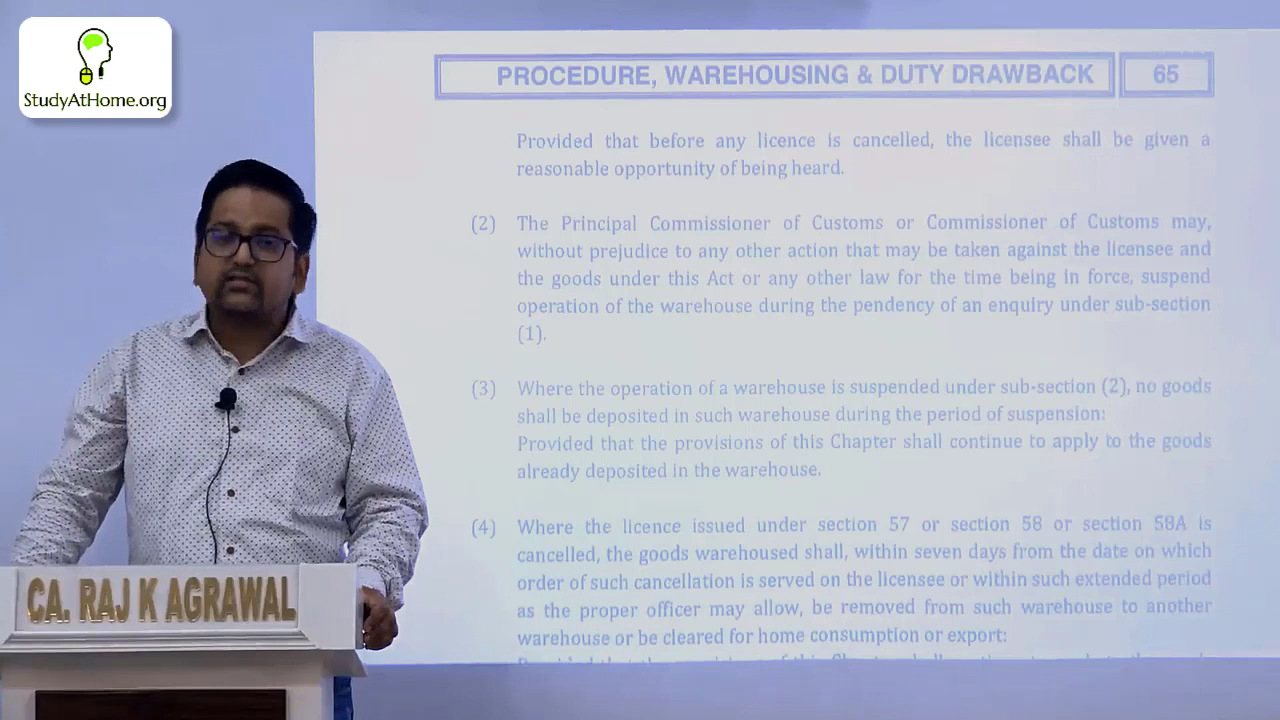 StudyAtHome.org
PROCEDURE, WAREHOUSING & DUTY DRAWBACK 65
Provided that before any licence is cancelled, the licensee shall be given a
reasonable opportunity of being heard.
(2) The Principal Commissioner of Customs or Commissioner of Customs may,
without prejudice to any other action that may be taken against the licensee and
the goods under this Act or any other law for the time being in force, suspend
operation of the warehouse during the pendency of an enquiry under sub-section
(1).
(3) Where the operation of a warehouse is suspended under sub-section (2), no goods
shall be deposited in such warehouse during the period of suspension:
Provided that the provisions of this Chapter shall continue to apply to the goods
already deposited in the warehouse.
(4) Where the licence issued under section 57 or section 58 or section 58A is
cancelled, the goods warehoused shall, within seven days from the date on which
order of such cancellation is served on the licensee or within such extended period
as the proper officer may allow, be removed from such warehouse to another
warehouse or be cleared for home consumption or export:
CA. RAJ K AGRAWAL